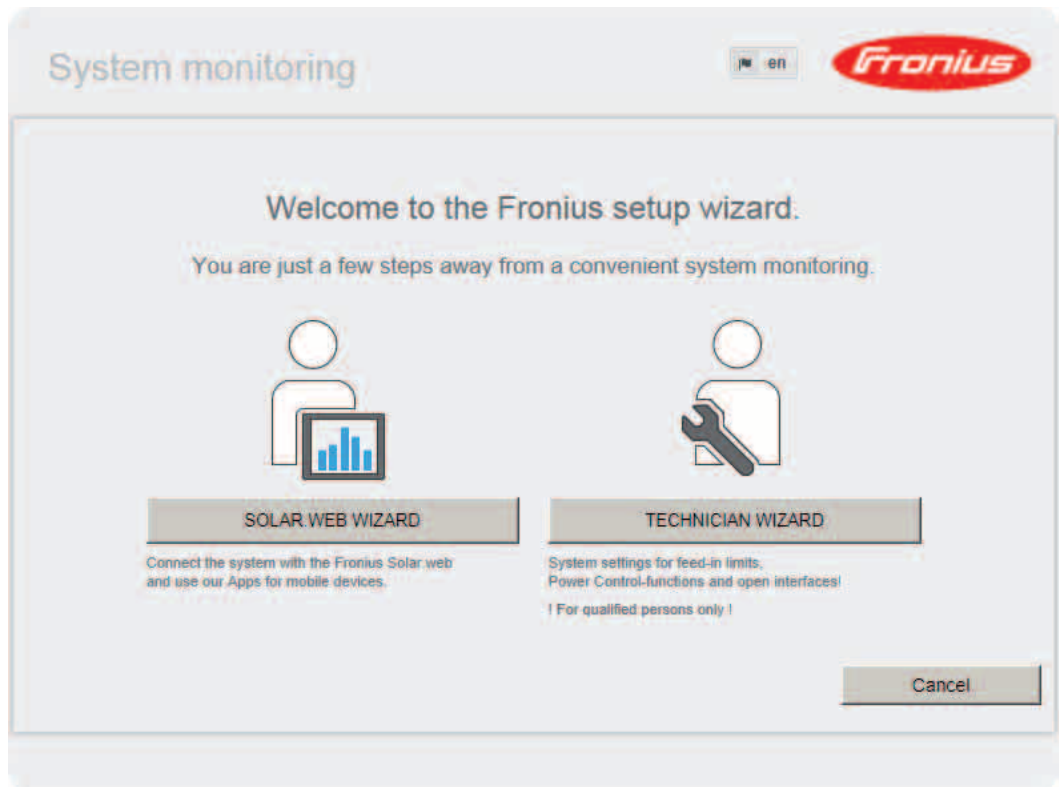 System monitoring
en
Fronius
Welcome to the Fronius setup wizard.
You are just a few steps away from a convenient system monitoring.
SOLAR.WEB WIZARD
TECHNICIAN WIZARD
Connect the system with the Fronius Solar.web
and use our Apps for mobile devices.
System settings for feed-in limits,
Power Control-functions and open interfaces!
! For qualified persons only !
Cancel